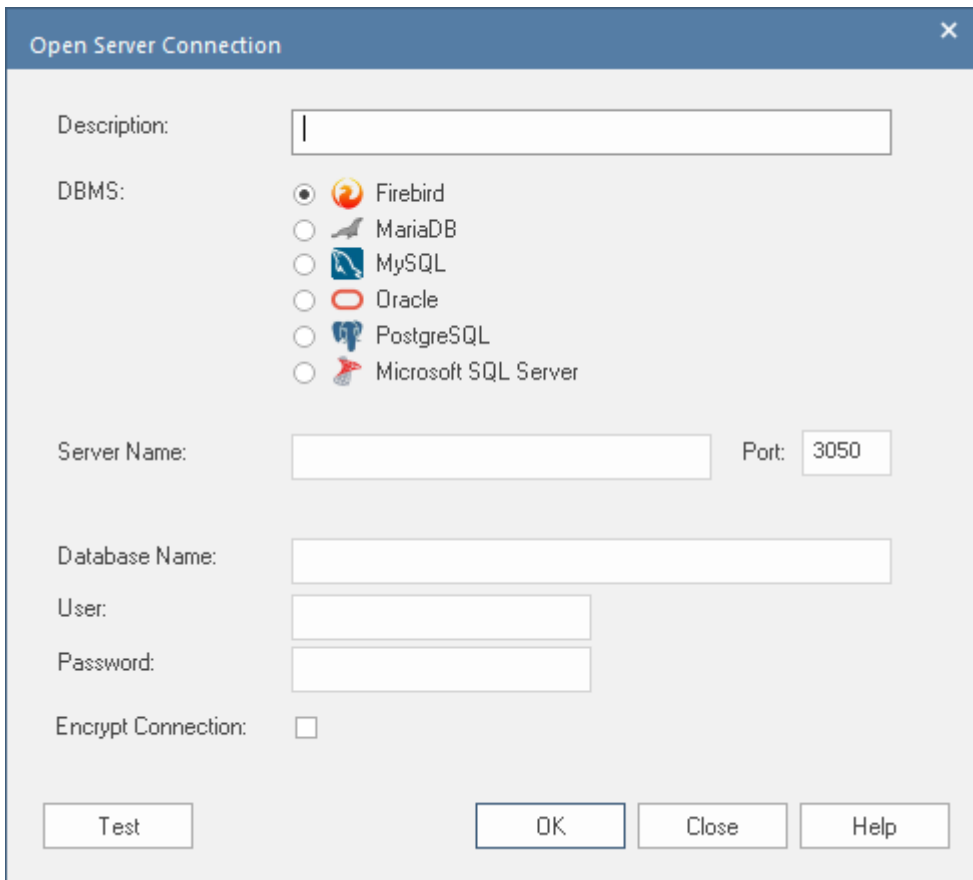 Open Server Connection
Description:
DBMS:
Firebird
MariaDB
MySQL
Oracle
PostgreSQL
Microsoft SQL Server
Server Name:
Port: 3050
Database Name:
User:
Password:
Encrypt Connection:
Test OK Close Help